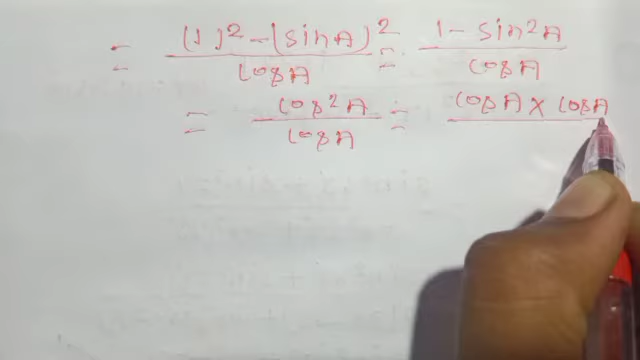 = (1)² - (sinA)² / cosA = 1 - sin²A / cosA
= cos²A / cosA = cosA × cosA